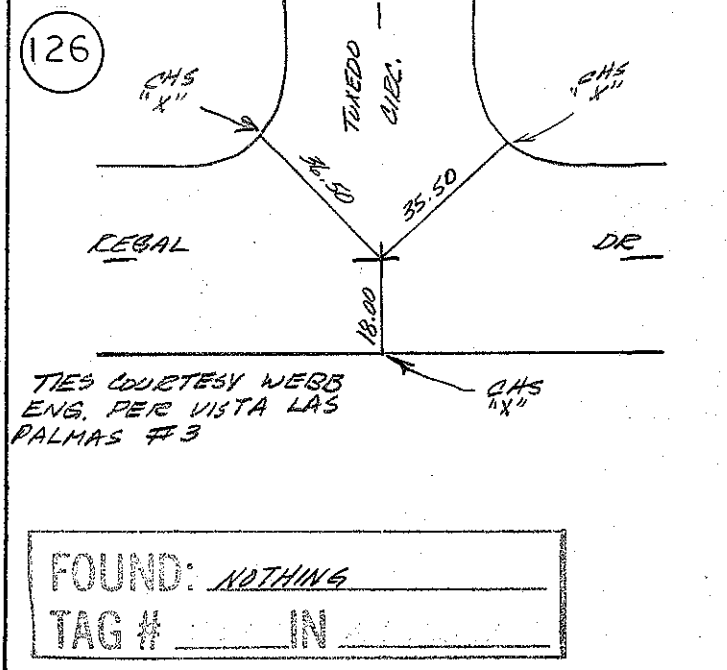 126
CHS
"X"
TUXEDO
CIRC.
CHS
"X"
36.50
35.50
REGAL
DR
18.00
CHS
"X"
TIES COURTESY WEBB
ENG. PER VISTA LAS
PALMAS #3
FOUND: NOTHING
TAG # IN